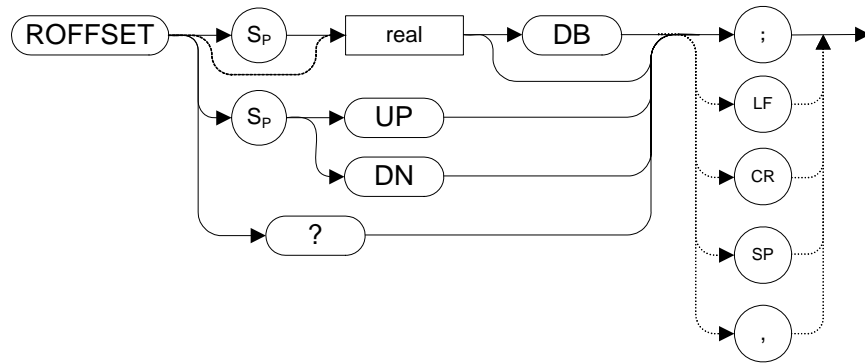 ROFFSET SP real DB ;
LF
SP UP
DN CR
? SP
,